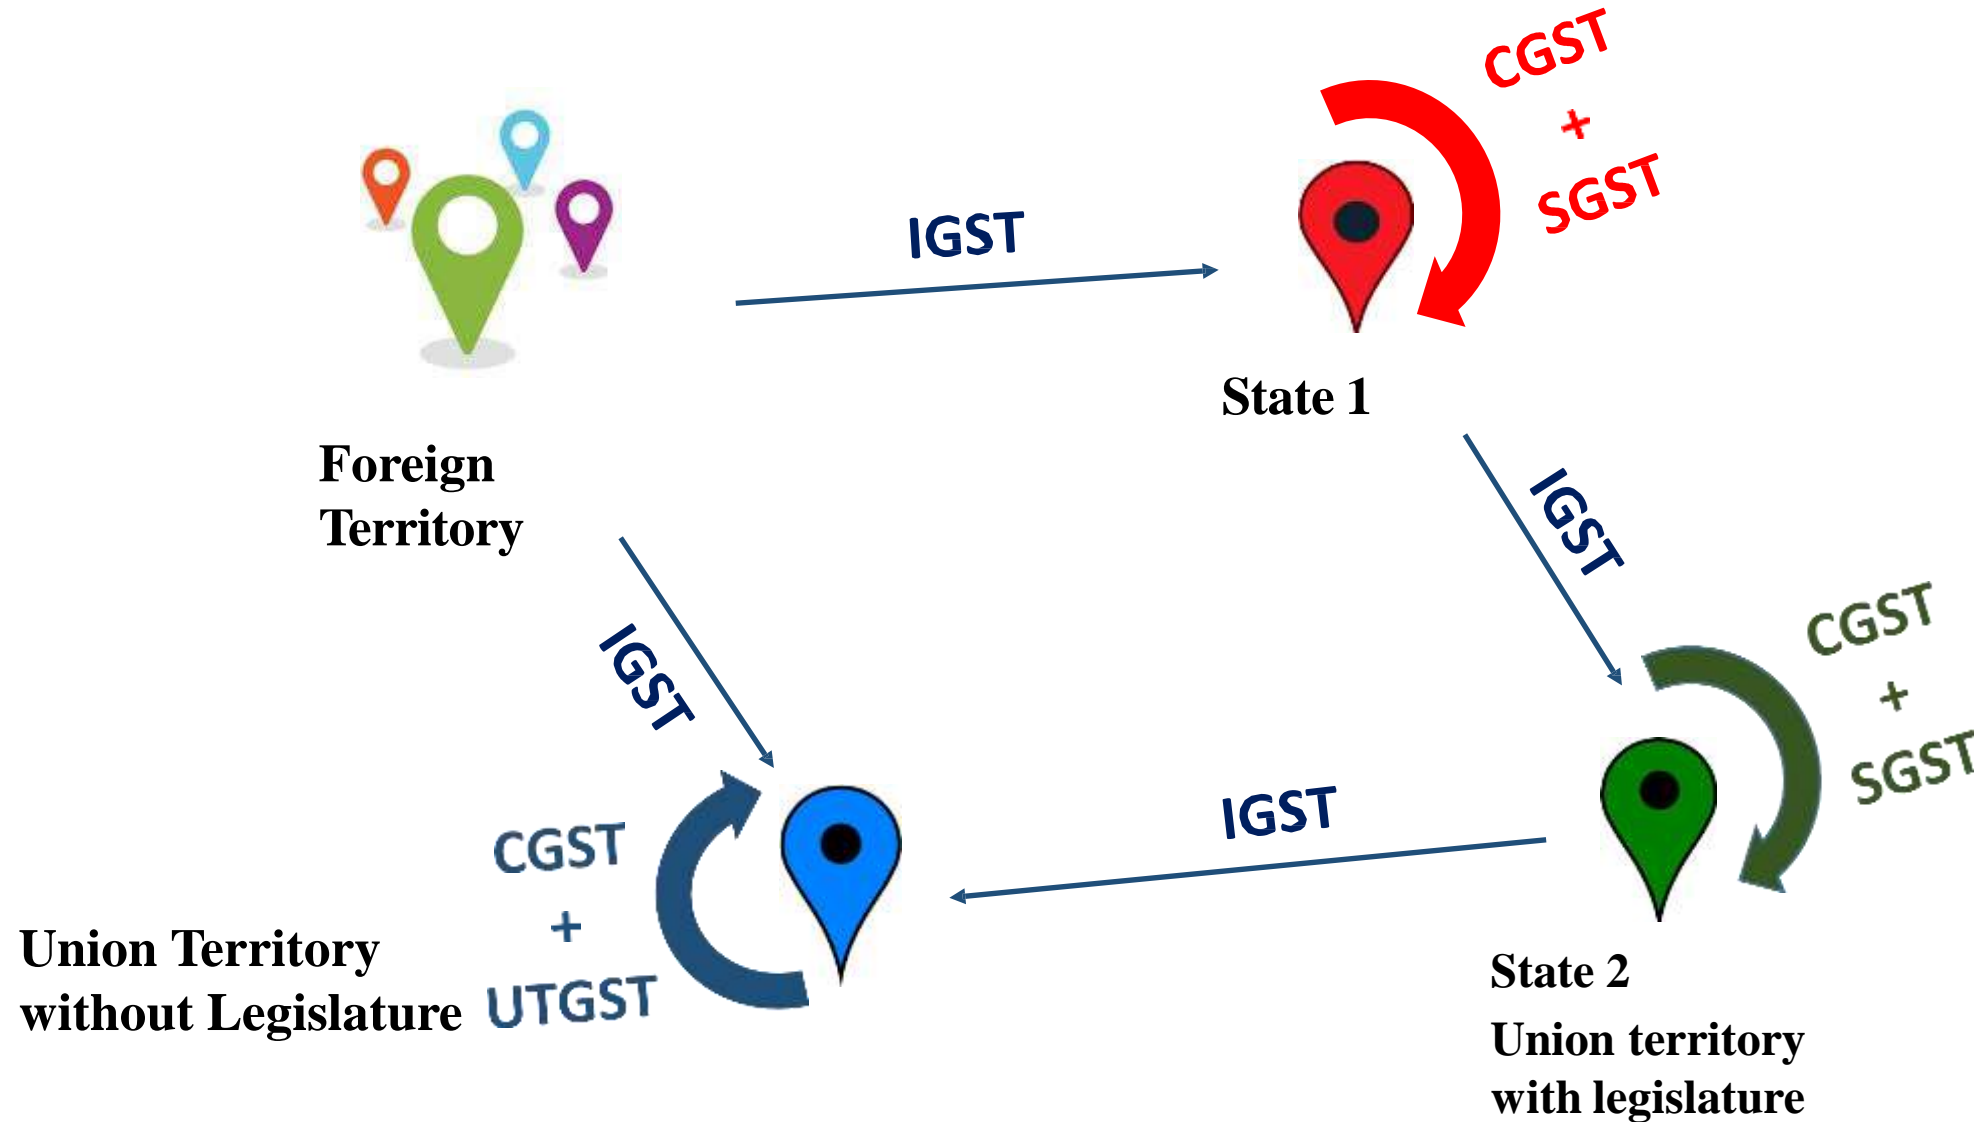 CGST
+
SGST
IGST
State 1
Foreign
Territory
IGST
IGST
CGST
+
SGST
IGST
CGST
+
UTGST
Union Territory
without Legislature
State 2
Union territory
with legislature